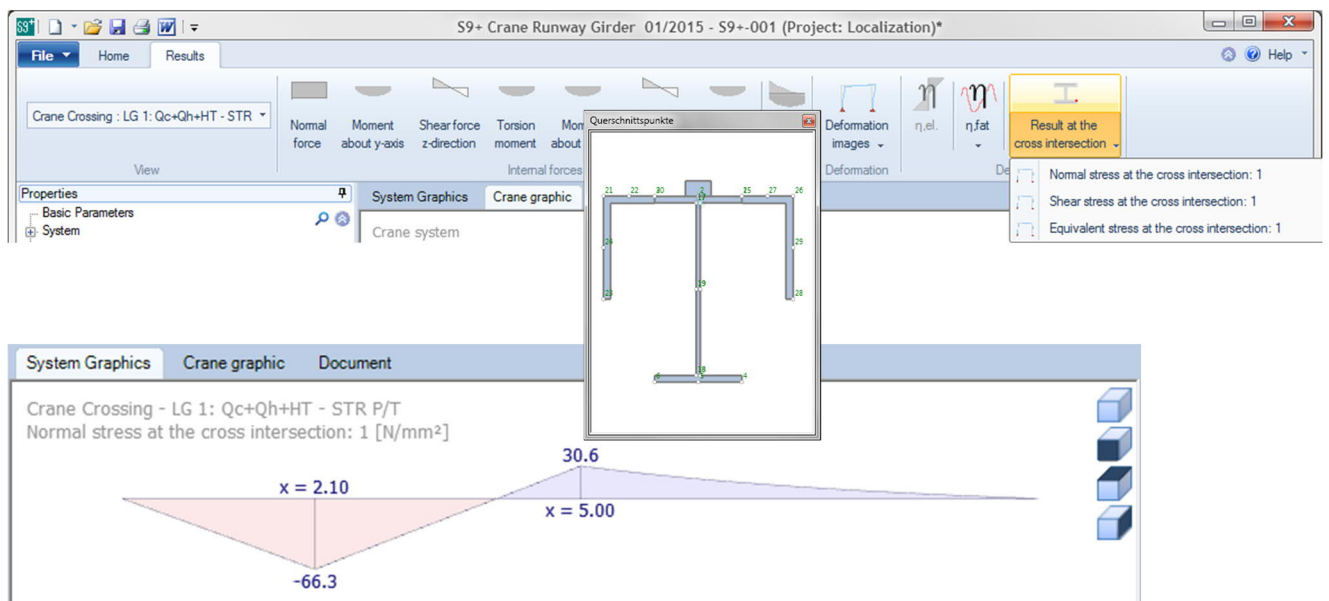 S9+ Crane Runway Girder 01/2015 - S9+-001 (Project: Localization)*
File Home Results Help
Crane Crossing : LG 1: Qc+Qh+HT - STR
Normal force
Moment about y-axis
Shear force z-direction
Torsion moment
about
Deformation images
η,el.
η,fat
Result at the cross intersection
View
Internal forces
Deformation
Normal stress at the cross intersection: 1
Shear stress at the cross intersection: 1
Equivalent stress at the cross intersection: 1
Properties
Basic Parameters
System
System Graphics Crane graphic
Crane system
Querschnittspunkte
21 22 2 25 27 26
29
28
4
System Graphics Crane graphic Document
Crane Crossing - LG 1: Qc+Qh+HT - STR P/T
Normal stress at the cross intersection: 1 [N/mm²]
30.6
x = 2.10
x = 5.00
-66.3